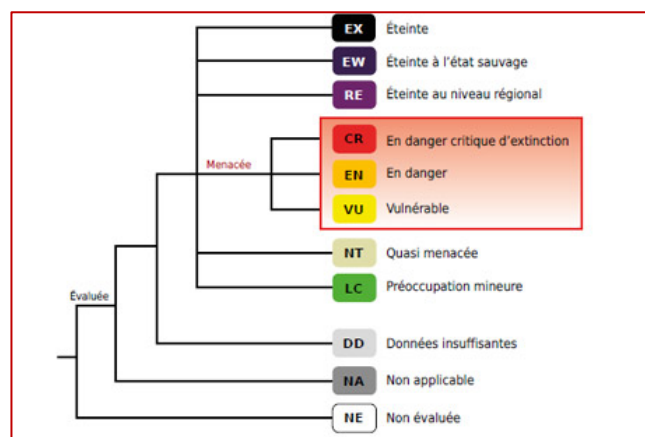 EX Éteinte
EW Éteinte à l'état sauvage
RE Éteinte au niveau régional
CR En danger critique d'extinction
Menacée
EN En danger
VU Vulnérable
NT Quasi menacée
LC Préoccupation mineure
Évaluée
DD Données insuffisantes
NA Non applicable
NE Non évaluée